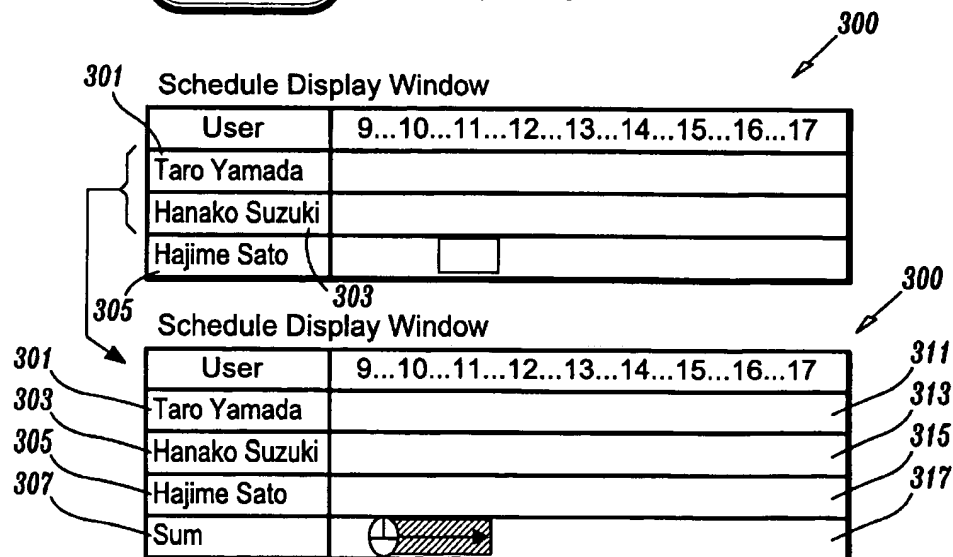 300
301
Schedule Display Window
User 9...10...11...12...13...14...15...16...17
Taro Yamada
Hanako Suzuki
Hajime Sato
305 303
300
Schedule Display Window
301 User 9...10...11...12...13...14...15...16...17 311
303 Taro Yamada 313
305 Hanako Suzuki 315
307 Hajime Sato 317
Sum